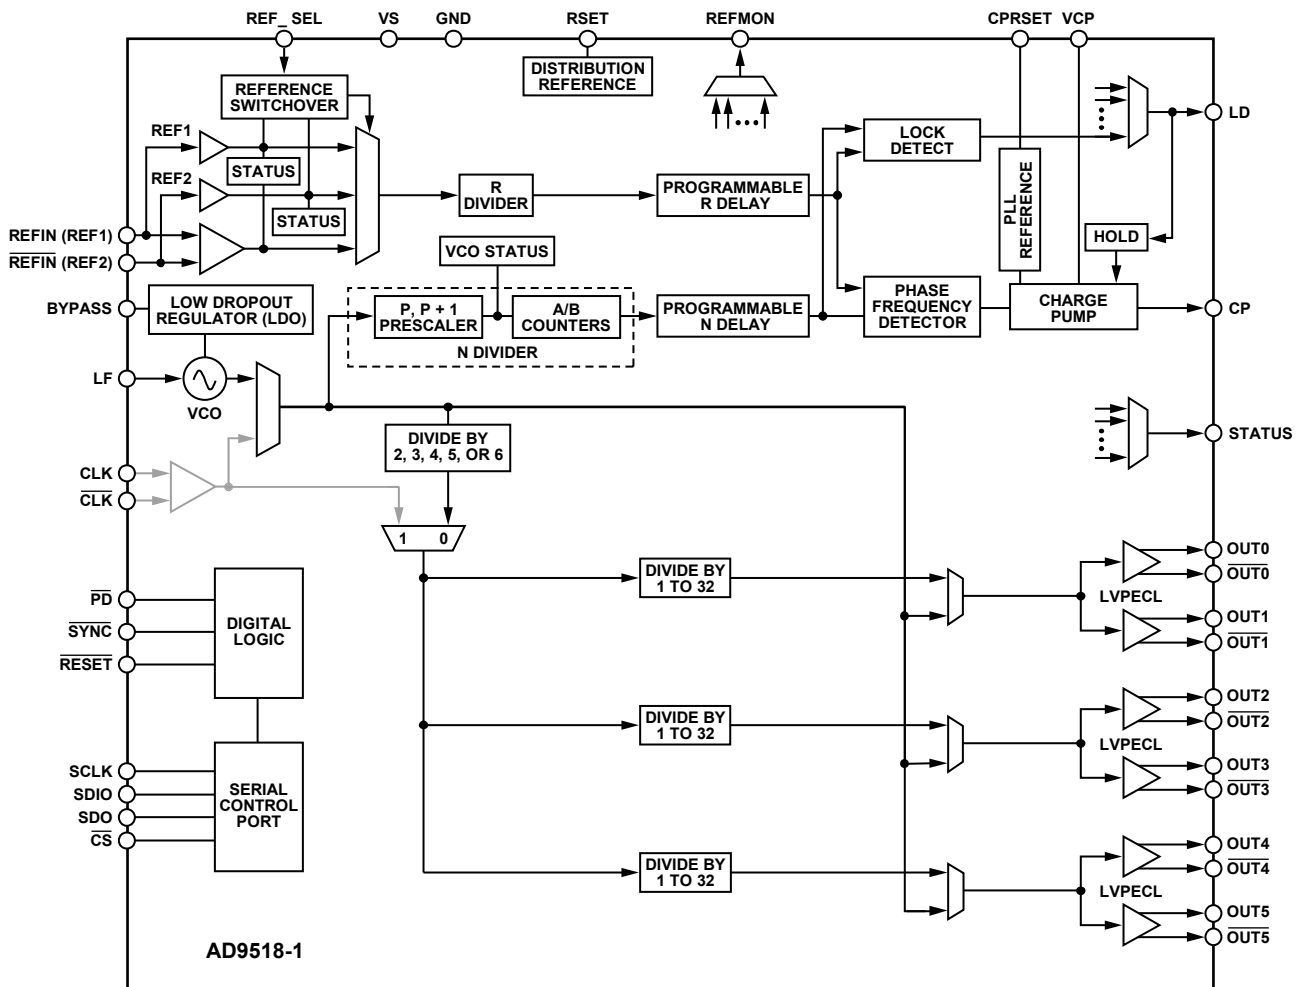 REF_ SEL
VS
GND
RSET
REFMON
CPRSET
VCP
DISTRIBUTION
REFERENCE
REFERENCE
SWITCHOVER
REF1
STATUS
REF2
STATUS
R
DIVIDER
PROGRAMMABLE
R DELAY
LOCK
DETECT
PLL
REFERENCE
HOLD
LD
REFIN (REF1)
REFIN (REF2)
BYPASS
LOW DROPOUT
REGULATOR (LDO)
VCO STATUS
P, P + 1
PRESCALER
A/B
COUNTERS
N DIVIDER
PROGRAMMABLE
N DELAY
PHASE
FREQUENCY
DETECTOR
CHARGE
PUMP
CP
LF
VCO
STATUS
DIVIDE BY
2, 3, 4, 5, OR 6
CLK
CLK
1 0
DIVIDE BY
1 TO 32
LVPECL
OUT0
OUT0
OUT1
OUT1
PD
SYNC
RESET
DIGITAL
LOGIC
DIVIDE BY
1 TO 32
LVPECL
OUT2
OUT2
OUT3
OUT3
SCLK
SDIO
SDO
CS
SERIAL
CONTROL
PORT
DIVIDE BY
1 TO 32
LVPECL
OUT4
OUT4
OUT5
OUT5
AD9518-1